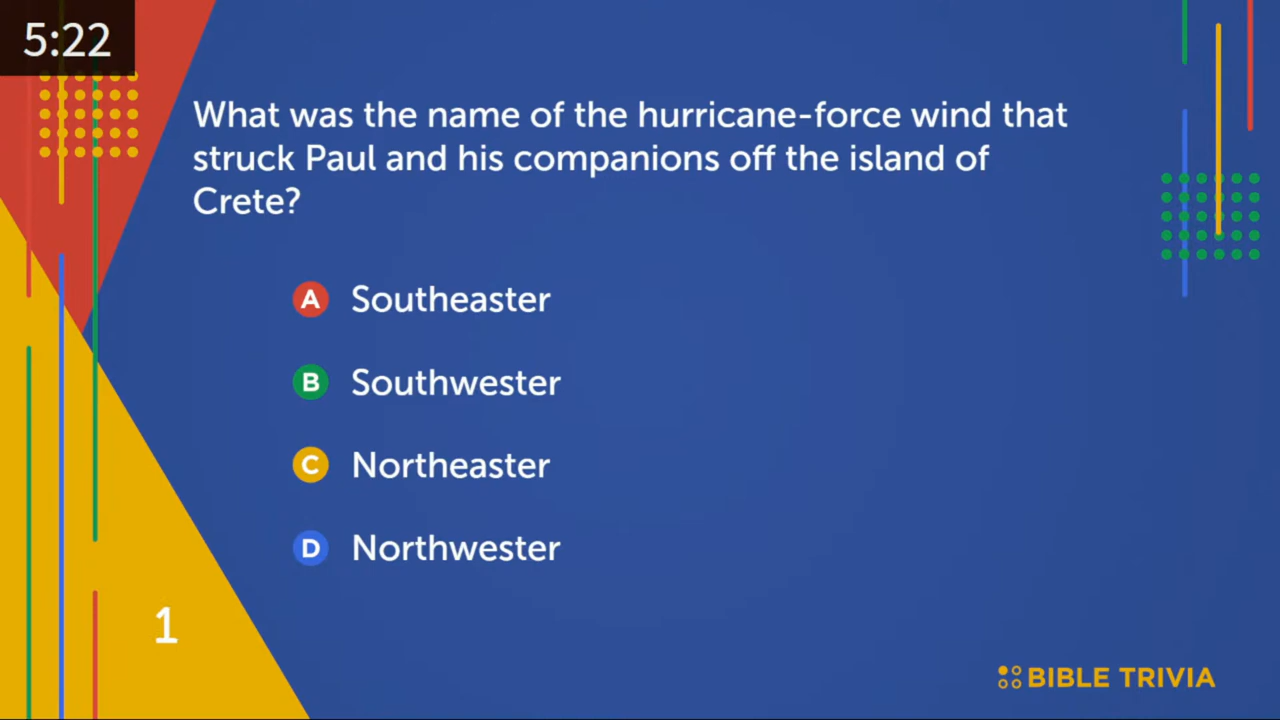 5:22
What was the name of the hurricane-force wind that
struck Paul and his companions off the island of
Crete?
A Southeaster
B Southwester
C Northeaster
D Northwester
1
BIBLE TRIVIA